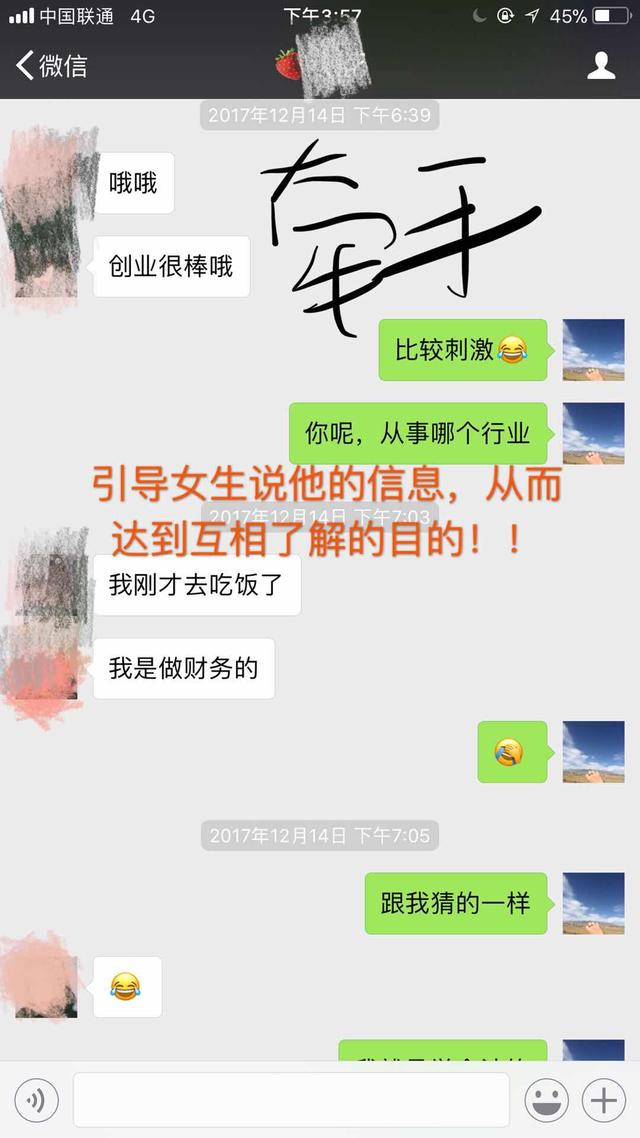 中国联通 4G 下午3:57 45%
微信
2017年12月14日 下午6:39
哦哦
牵手
创业很棒哦
比较刺激😂
你呢，从事哪个行业
引导女生说他的信息，从而
2017年12月14日 下午7:03
达到互相了解的目的！！
我刚才去吃饭了
我是做财务的
2017年12月14日 下午7:05
跟我猜的一样
😂